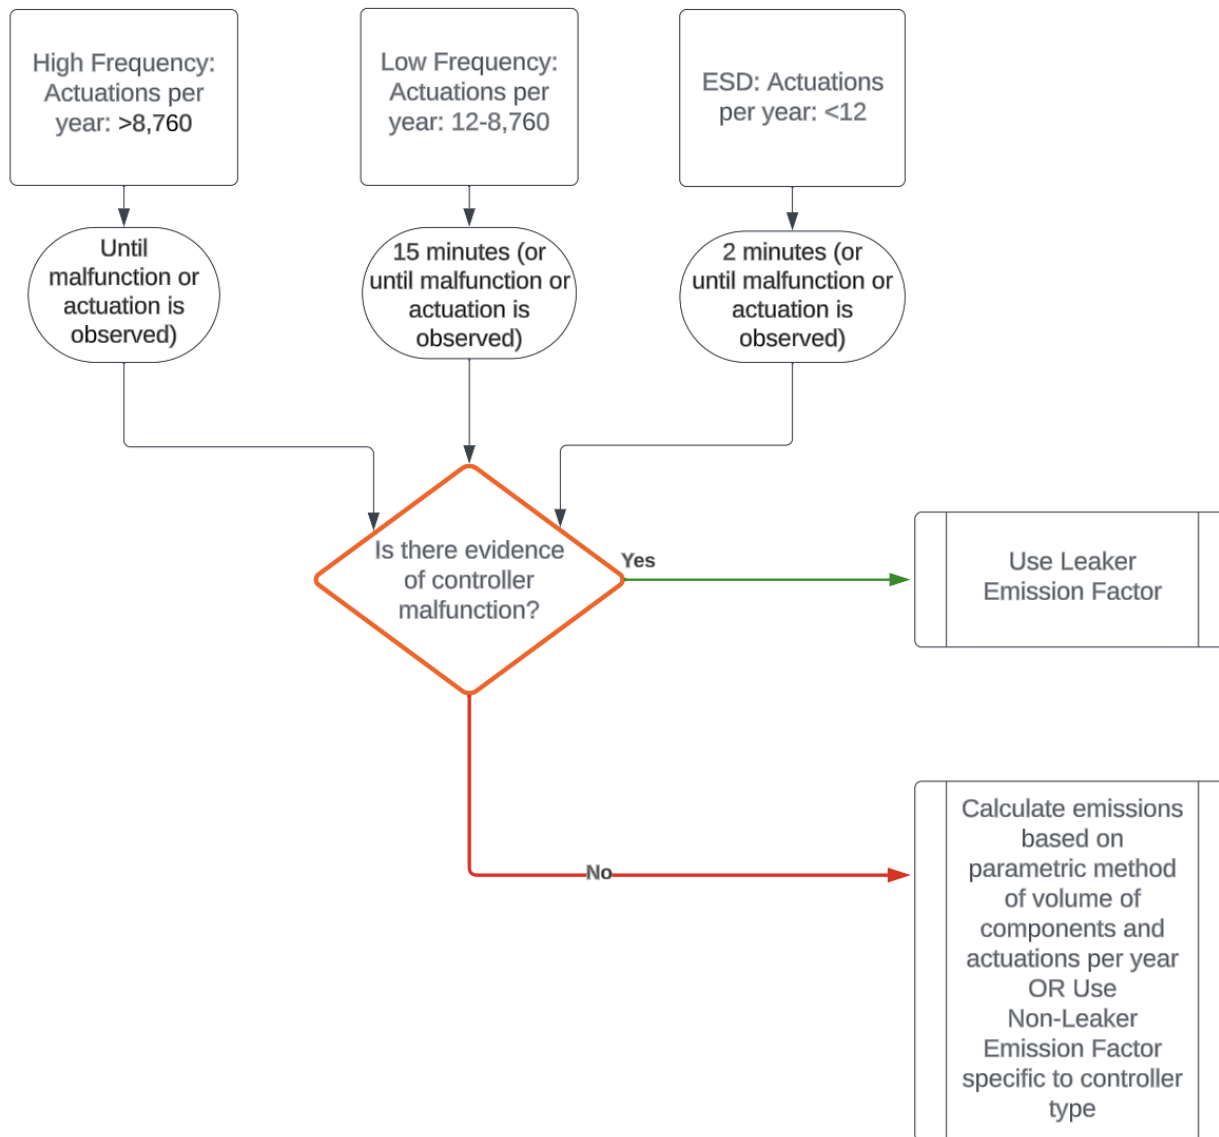 High Frequency:
Actuations per
year: >8,760
Low Frequency:
Actuations per
year: 12-8,760
ESD: Actuations
per year: <12
Until
malfunction or
actuation is
observed)
15 minutes (or
until malfunction or
actuation is
observed)
2 minutes (or
until malfunction or
actuation is
observed)
Is there evidence
of controller
malfunction?
Yes
Use Leaker
Emission Factor
No
Calculate emissions
based on
parametric method
of volume of
components and
actuations per year
OR Use
Non-Leaker
Emission Factor
specific to controller
type